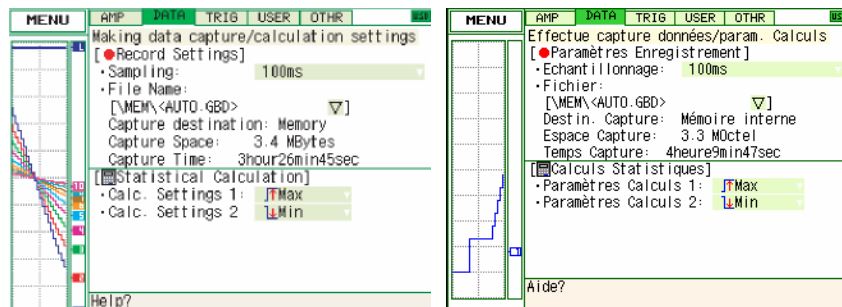 MENU
AMP DATA TRIG USER OTHR USB
Making data capture/calculation settings
[●Record Settings]
・Sampling: 100ms
・File Name:
[\MEM\<AUTO.GBD> ▽]
Capture destination: Memory
Capture Space: 3.4 MBytes
Capture Time: 3hour26min45sec
[Statistical Calculation]
・Calc. Settings 1: Max
・Calc. Settings 2 Min
Help?
MENU
AMP DATA TRIG USER OTHR
Effectue capture données/param. Calculs
[●Paramètres Enregistrement]
・Echantillonnage: 100ms
・Fichier:
[\MEM\<AUTO.GBD> ▽]
Destin. Capture: Mémoire interne
Espace Capture: 3.3 MOctel
Temps Capture: 4heure9min47sec
[Calculs Statistiques]
・Paramètres Calculs 1: Max
・Paramètres Calculs 2: Min
Aide?